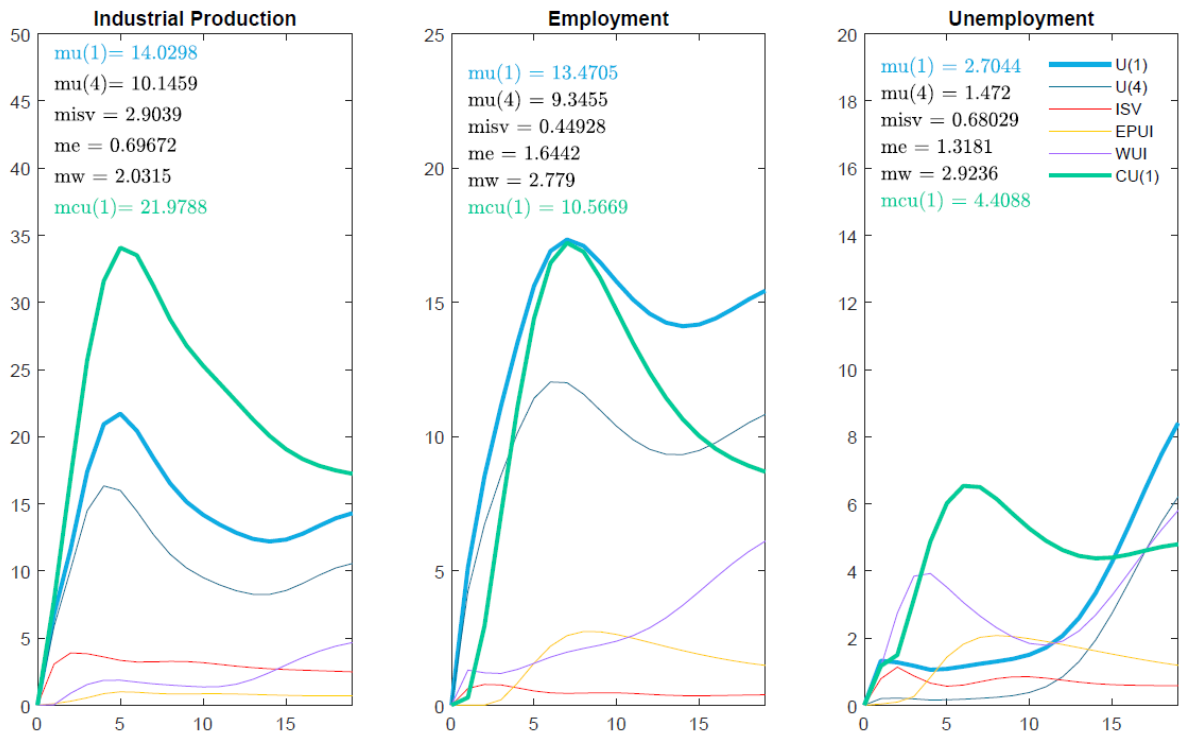 Industrial Production
50
45
40
35
30
25
20
15
10
5
0
0 5 10 15
mu(1)= 14.0298
mu(4)= 10.1459
misv = 2.9039
me = 0.69672
mw = 2.0315
mcu(1)= 21.9788
Employment
25
20
15
10
5
0
0 5 10 15
mu(1) = 13.4705
mu(4) = 9.3455
misv = 0.44928
me = 1.6442
mw = 2.779
mcu(1) = 10.5669
Unemployment
20
18
16
14
12
10
8
6
4
2
0
0 5 10 15
mu(1) = 2.7044
mu(4) = 1.472
misv = 0.68029
me = 1.3181
mw = 2.9236
mcu(1) = 4.4088
U(1)
U(4)
ISV
EPUI
WUI
CU(1)